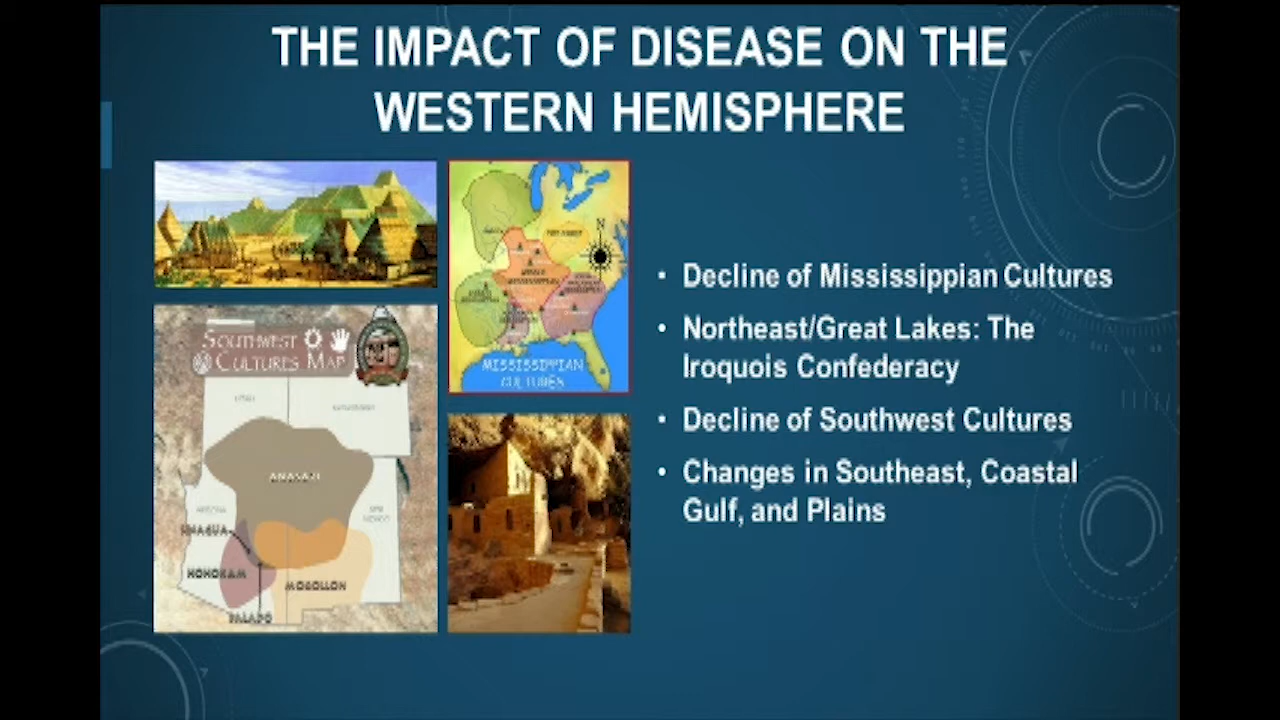 THE IMPACT OF DISEASE ON THE
WESTERN HEMISPHERE
• Decline of Mississippian Cultures
• Northeast/Great Lakes: The
Iroquois Confederacy
• Decline of Southwest Cultures
• Changes in Southeast, Coastal
Gulf, and Plains
N
MISSISSIPPIAN
CULTURES
SOUTHWEST
CULTURES MAP
ANASAZI
HOHOKAM
MOGOLLON